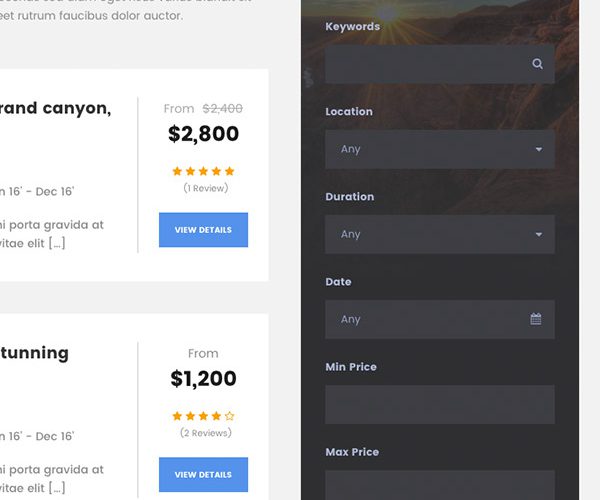 eet rutrum faucibus dolor auctor.
rand canyon,
From $2,400
$2,800
(1 Review)
n 16' - Dec 16'
ni porta gravida at
vitae elit [...]
VIEW DETAILS
tunning
From
$1,200
(2 Reviews)
n 16' - Dec 16'
ni porta gravida at
vitae elit [...]
VIEW DETAILS
Keywords
Location
Any
Duration
Any
Date
Any
Min Price
Max Price